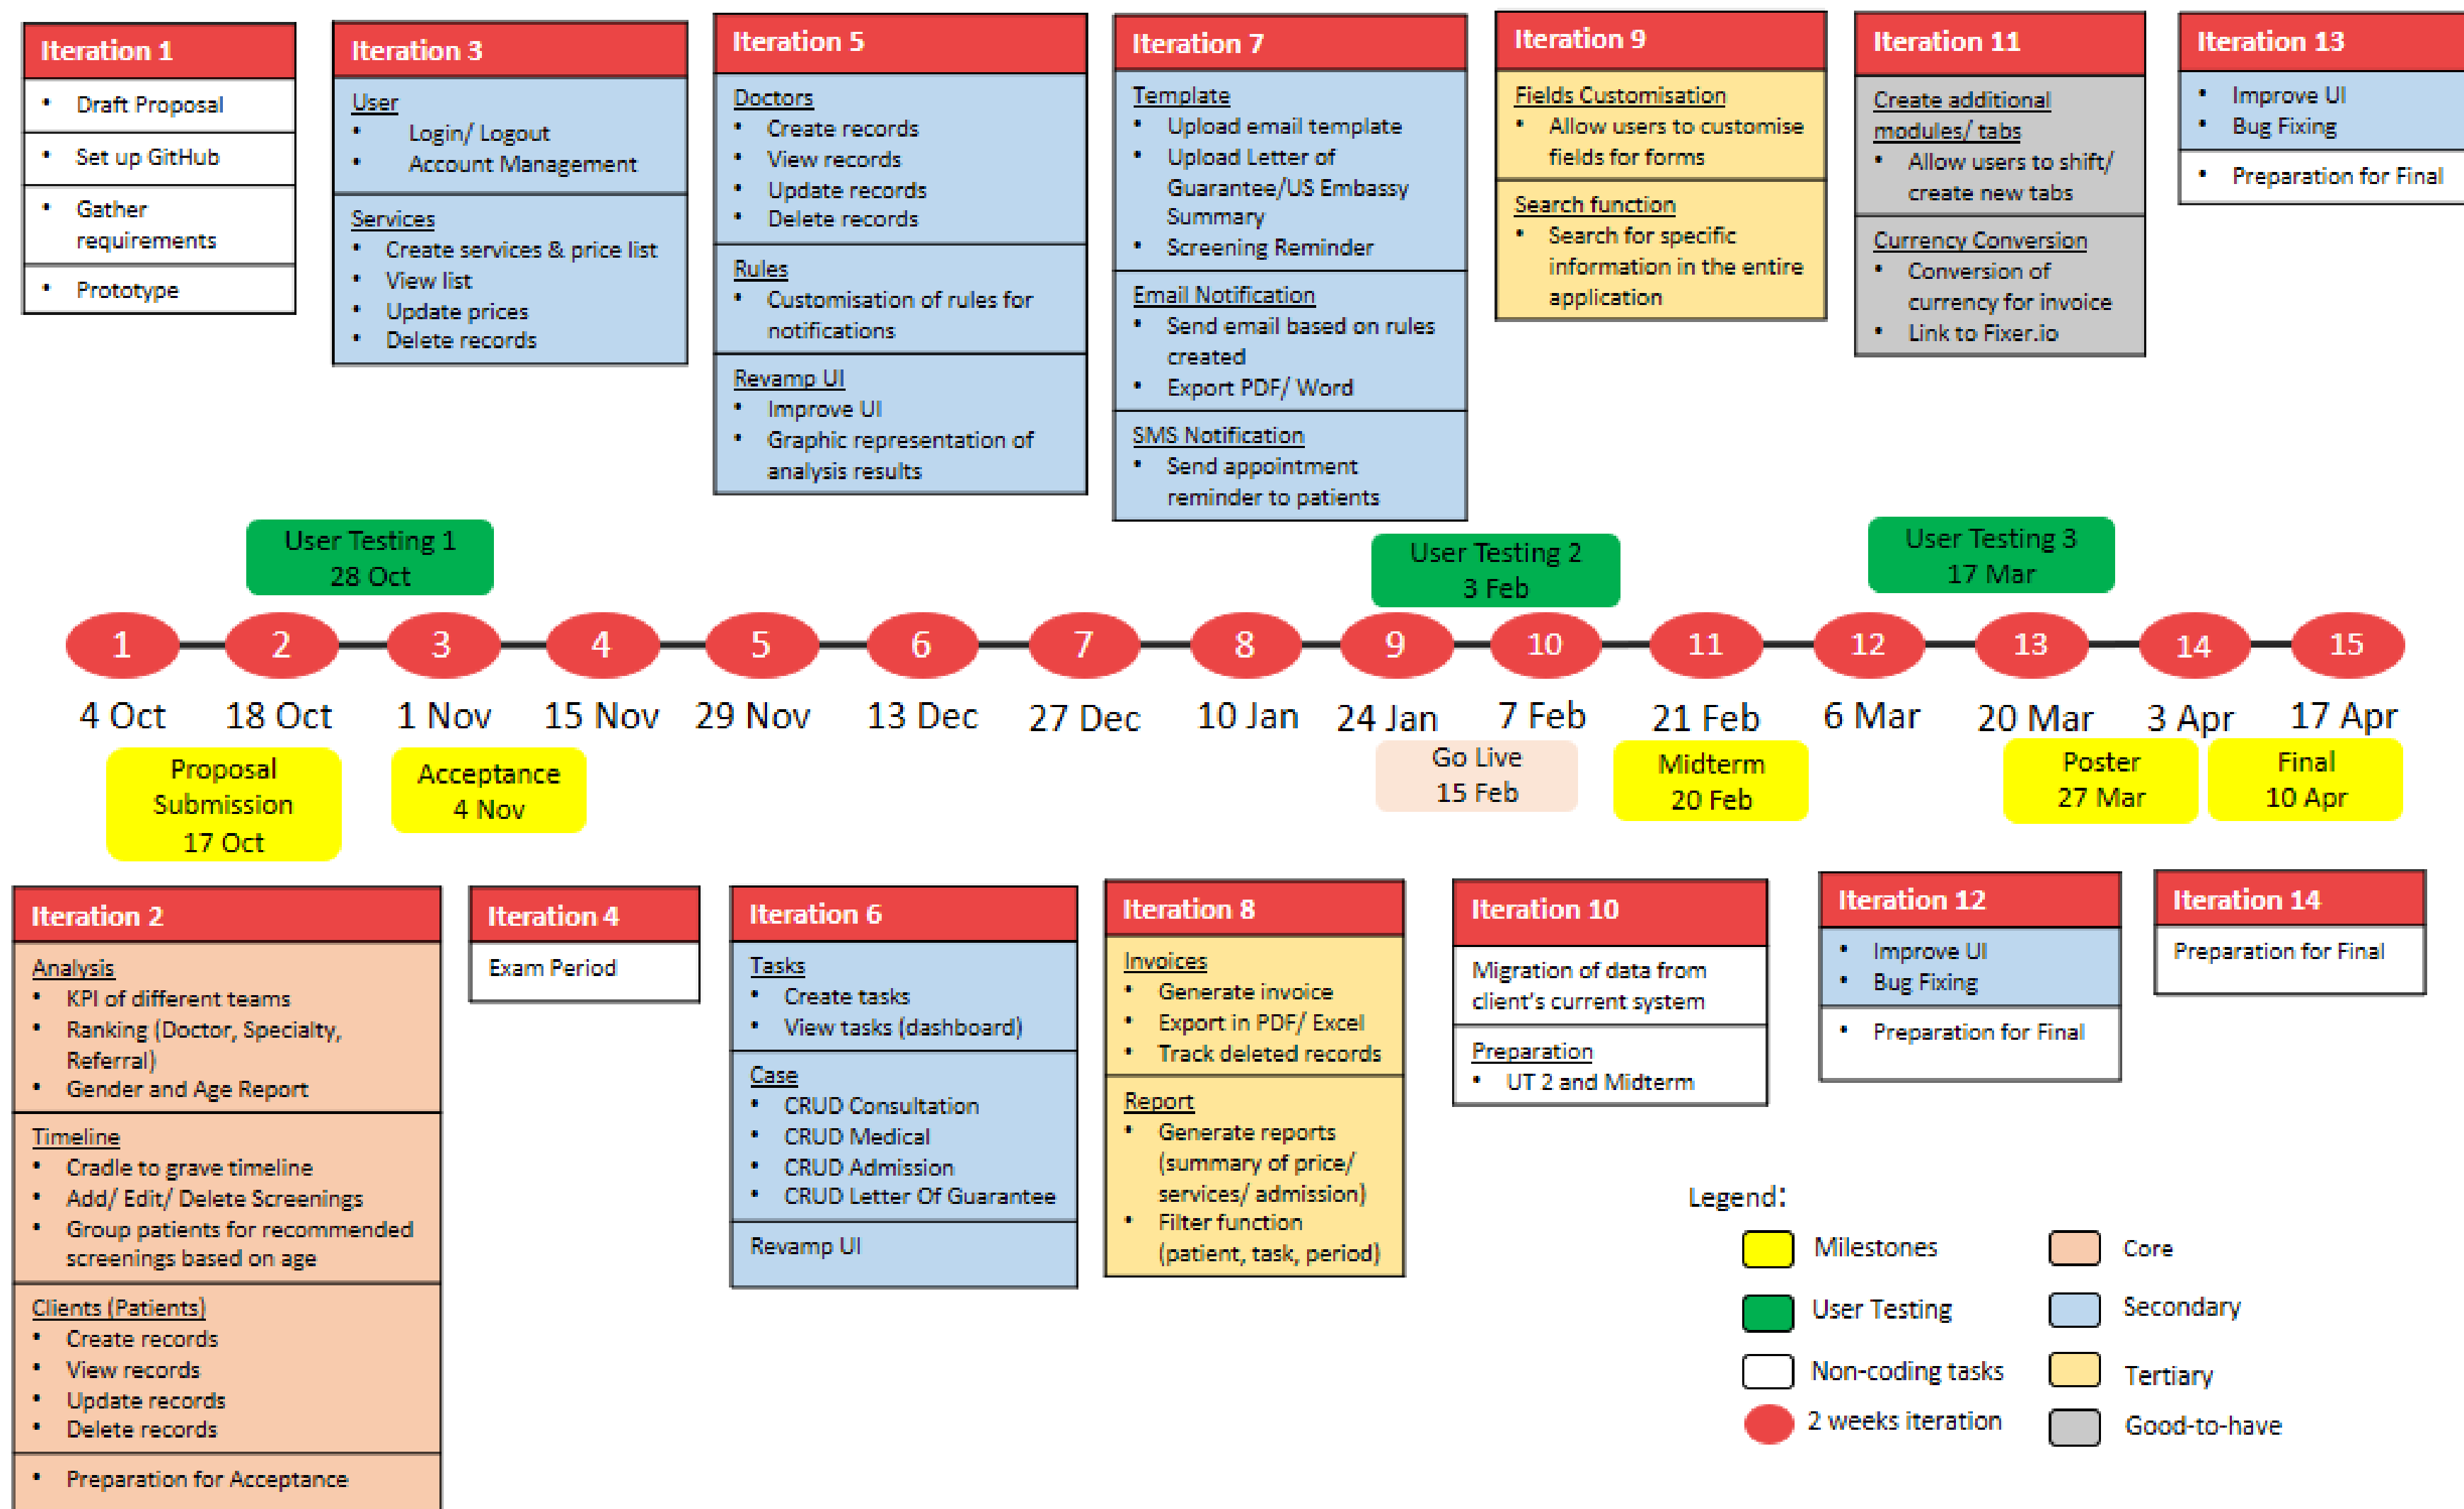 Iteration 1
• Draft Proposal
• Set up GitHub
• Gather
requirements
• Prototype
Iteration 3
User
• Login/ Logout
• Account Management
Services
• Create services & price list
• View list
• Update prices
• Delete records
Iteration 5
Doctors
• Create records
• View records
• Update records
• Delete records
Rules
• Customisation of rules for
notifications
Revamp UI
• Improve UI
• Graphic representation of
analysis results
Iteration 7
Template
• Upload email template
• Upload Letter of
Guarantee/US Embassy
Summary
• Screening Reminder
Email Notification
• Send email based on rules
created
• Export PDF/ Word
SMS Notification
• Send appointment
reminder to patients
Iteration 9
Fields Customisation
• Allow users to customise
fields for forms
Search function
• Search for specific
information in the entire
application
Iteration 11
Create additional
modules/ tabs
• Allow users to shift/
create new tabs
Currency Conversion
• Conversion of
currency for invoice
• Link to Fixer.io
Iteration 13
• Improve UI
• Bug Fixing
• Preparation for Final
User Testing 1
28 Oct
User Testing 2
3 Feb
User Testing 3
17 Mar
1 2 3 4 5 6 7 8 9 10 11 12 13 14 15
4 Oct 18 Oct 1 Nov 15 Nov 29 Nov 13 Dec 27 Dec 10 Jan 24 Jan 7 Feb 21 Feb 6 Mar 20 Mar 3 Apr 17 Apr
Proposal
Submission
17 Oct
Acceptance
4 Nov
Go Live
15 Feb
Midterm
20 Feb
Poster
27 Mar
Final
10 Apr
Iteration 2
Analysis
• KPI of different teams
• Ranking (Doctor, Specialty,
Referral)
• Gender and Age Report
Timeline
• Cradle to grave timeline
• Add/ Edit/ Delete Screenings
• Group patients for recommended
screenings based on age
Clients (Patients)
• Create records
• View records
• Update records
• Delete records
• Preparation for Acceptance
Iteration 4
Exam Period
Iteration 6
Tasks
• Create tasks
• View tasks (dashboard)
Case
• CRUD Consultation
• CRUD Medical
• CRUD Admission
• CRUD Letter Of Guarantee
Revamp UI
Iteration 8
Invoices
• Generate invoice
• Export in PDF/ Excel
• Track deleted records
Report
• Generate reports
(summary of price/
services/ admission)
• Filter function
(patient, task, period)
Iteration 10
Migration of data from
client's current system
Preparation
• UT 2 and Midterm
Iteration 12
• Improve UI
• Bug Fixing
• Preparation for Final
Iteration 14
Preparation for Final
Legend:
Milestones
User Testing
Non-coding tasks
2 weeks iteration
Core
Secondary
Tertiary
Good-to-have